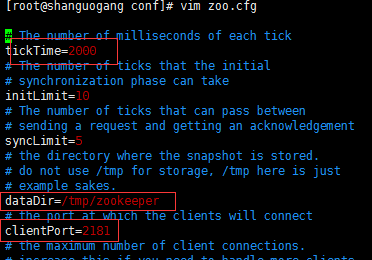 [root@shanguogang conf]# vim zoo.cfg
# The number of milliseconds of each tick
tickTime=2000
# The number of ticks that the initial
# synchronization phase can take
initLimit=10
# The number of ticks that can pass between
# sending a request and getting an acknowledgement
syncLimit=5
# the directory where the snapshot is stored.
# do not use /tmp for storage, /tmp here is just
# example sakes.
dataDir=/tmp/zookeeper
# the port at which the clients will connect
clientPort=2181
# the maximum number of client connections.
# increase this if you need to handle more clients